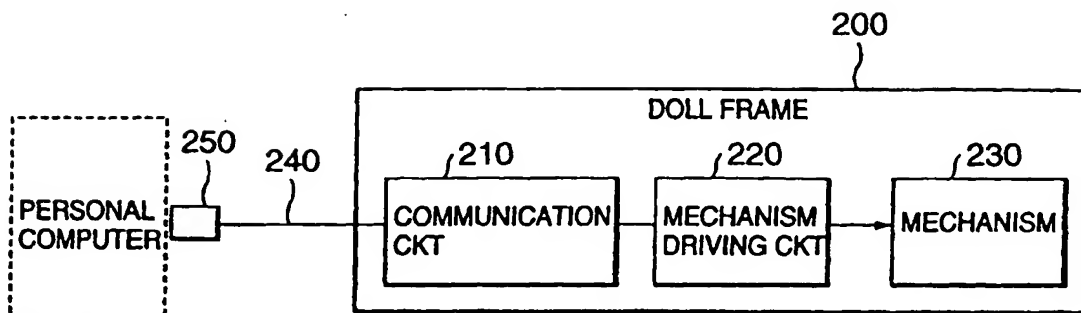 200
DOLL FRAME
250
240
210
220
230
PERSONAL
COMPUTER
COMMUNICATION
CKT
MECHANISM
DRIVING CKT
MECHANISM